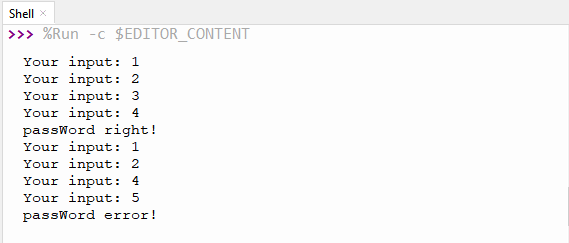 Shell ×
>>> %Run -c $EDITOR_CONTENT
Your input: 1
Your input: 2
Your input: 3
Your input: 4
passWord right!
Your input: 1
Your input: 2
Your input: 4
Your input: 5
passWord error!